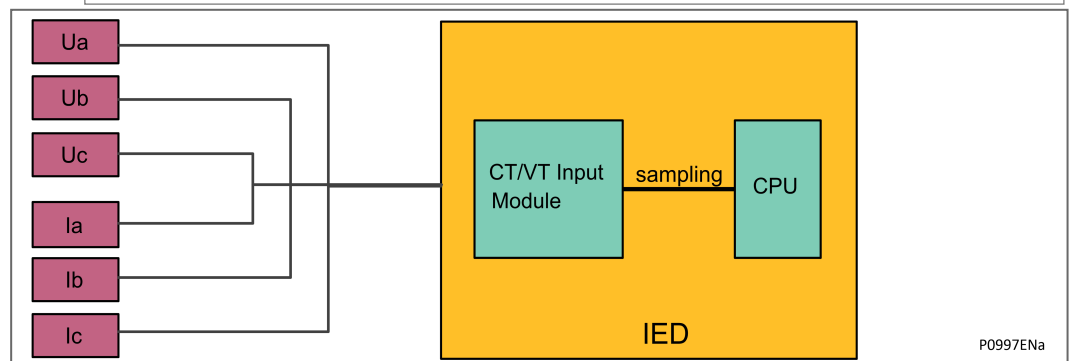 Ua
Ub
Uc
Ia
Ib
Ic
CT/VT Input
Module
sampling
CPU
IED
P0997ENa